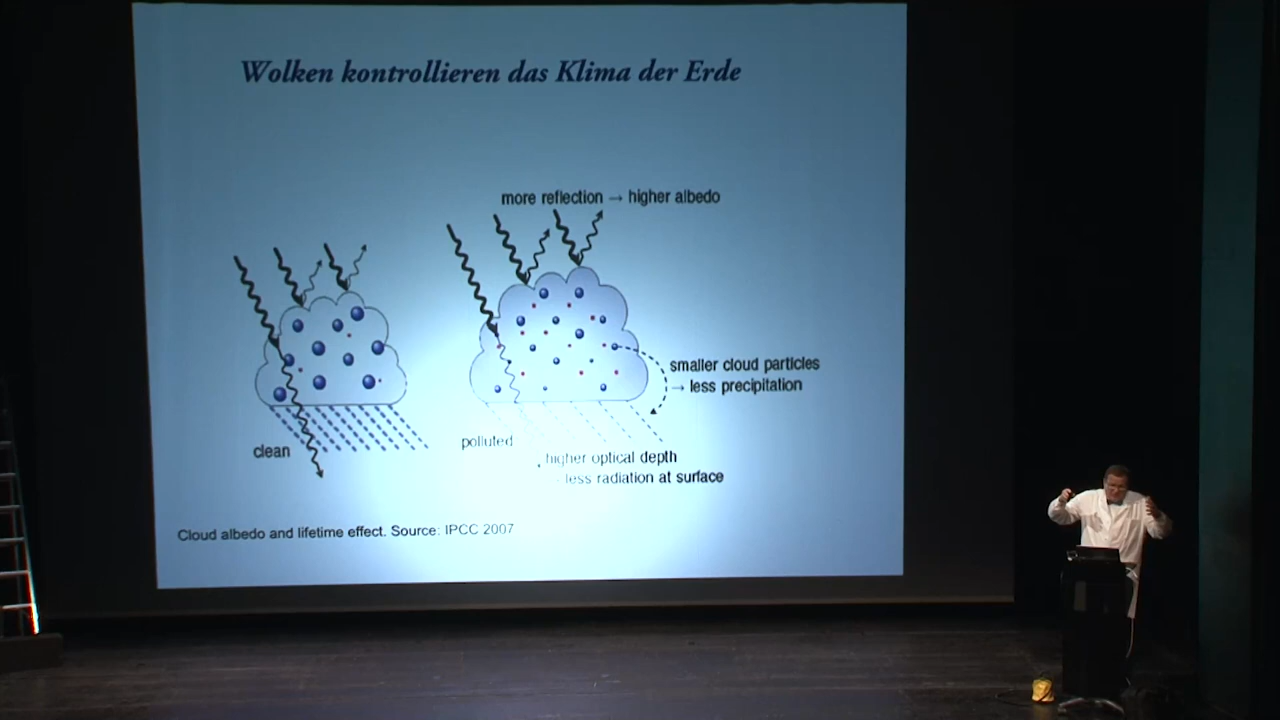 Wolken kontrollieren das Klima der Erde
more reflection → higher albedo
smaller cloud particles
→ less precipitation
clean
polluted
higher optical depth
less radiation at surface
Cloud albedo and lifetime effect. Source: IPCC 2007